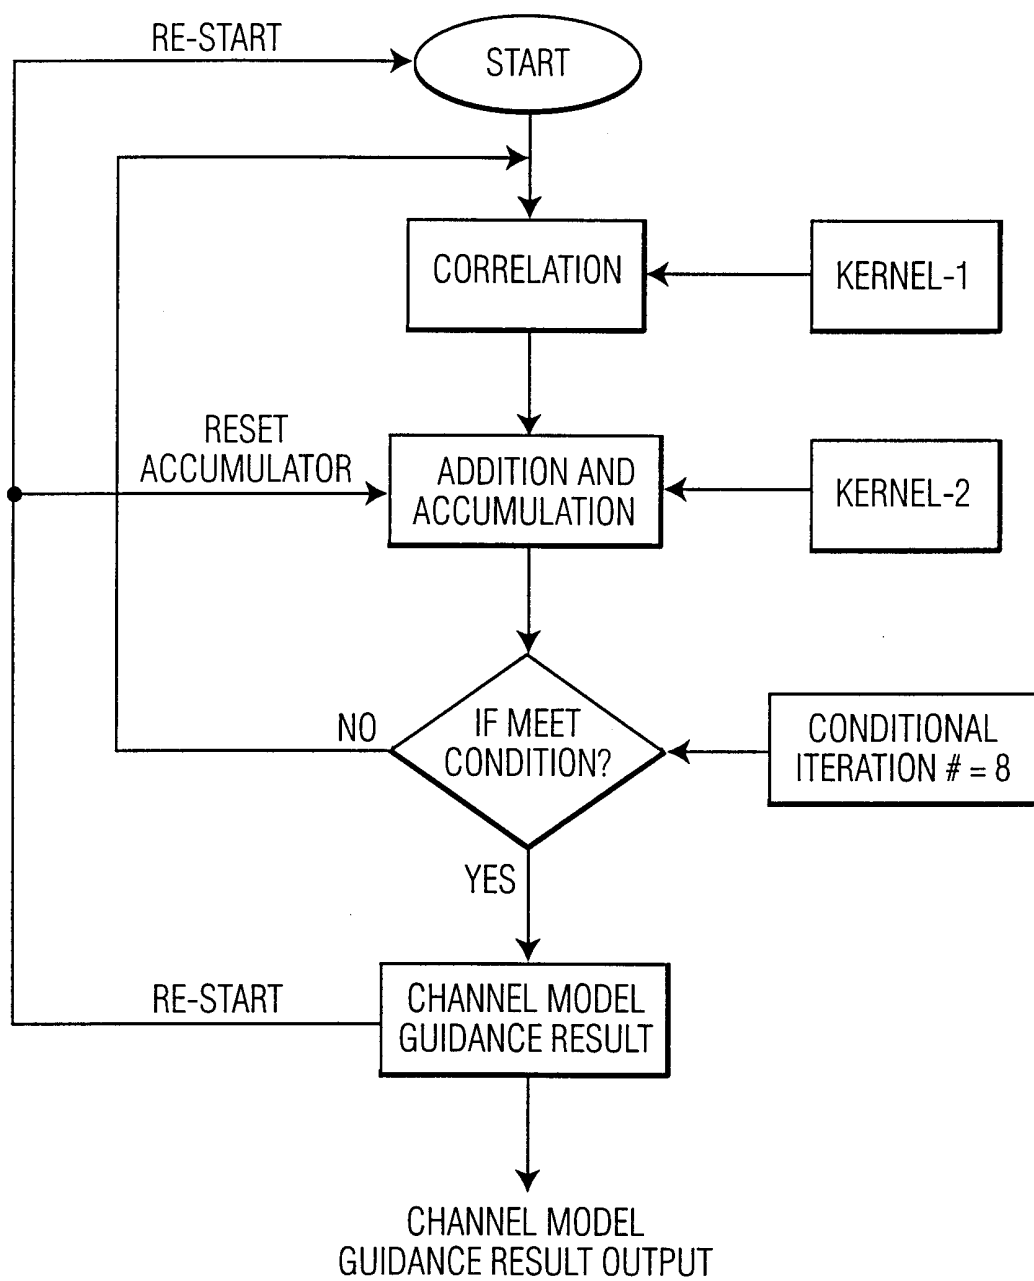 RE-START
START
CORRELATION
KERNEL-1
RESET
ACCUMULATOR
ADDITION AND
ACCUMULATION
KERNEL-2
NO
IF MEET
CONDITION?
CONDITIONAL
ITERATION # = 8
YES
RE-START
CHANNEL MODEL
GUIDANCE RESULT
CHANNEL MODEL
GUIDANCE RESULT OUTPUT